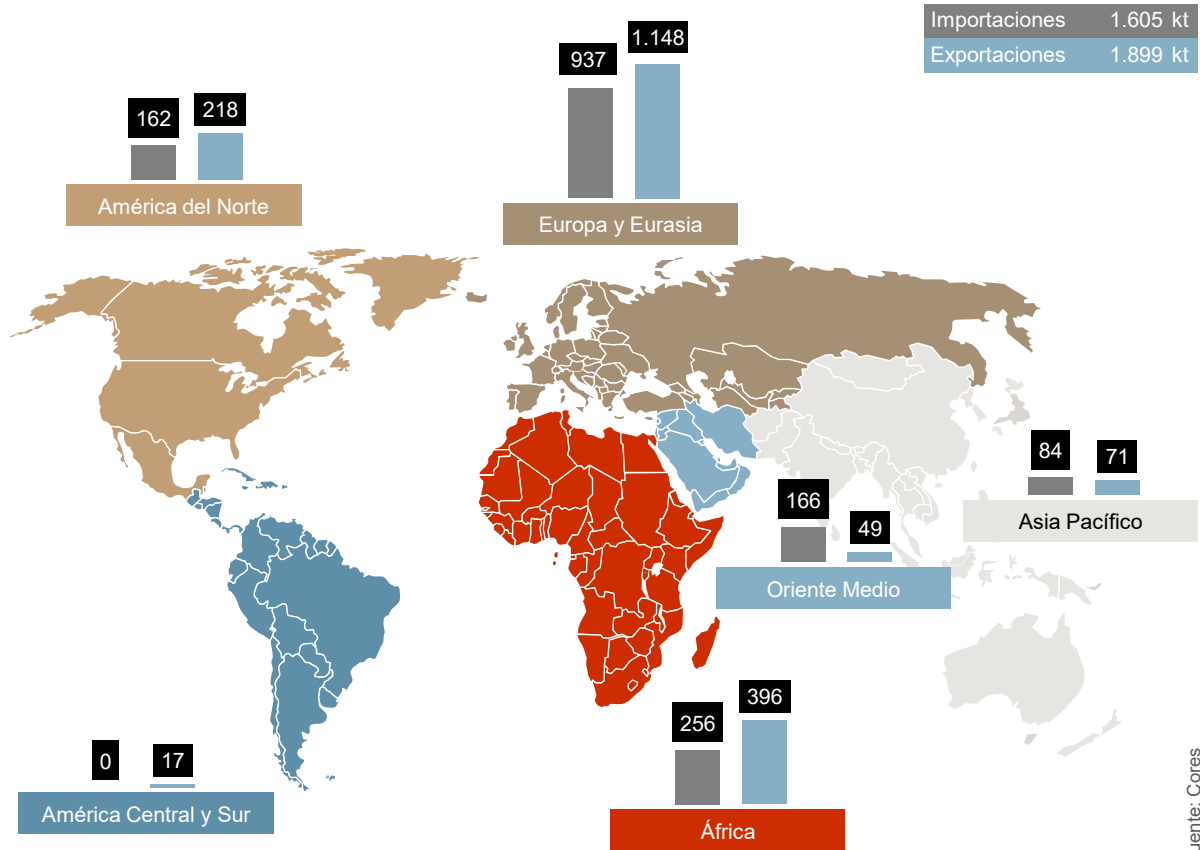 Importaciones 1.605 kt
Exportaciones 1.899 kt
937
1.148
Europa y Eurasia
162
218
América del Norte
84
71
Asia Pacífico
166
49
Oriente Medio
256
396
África
0
17
América Central y Sur
uente: Cores